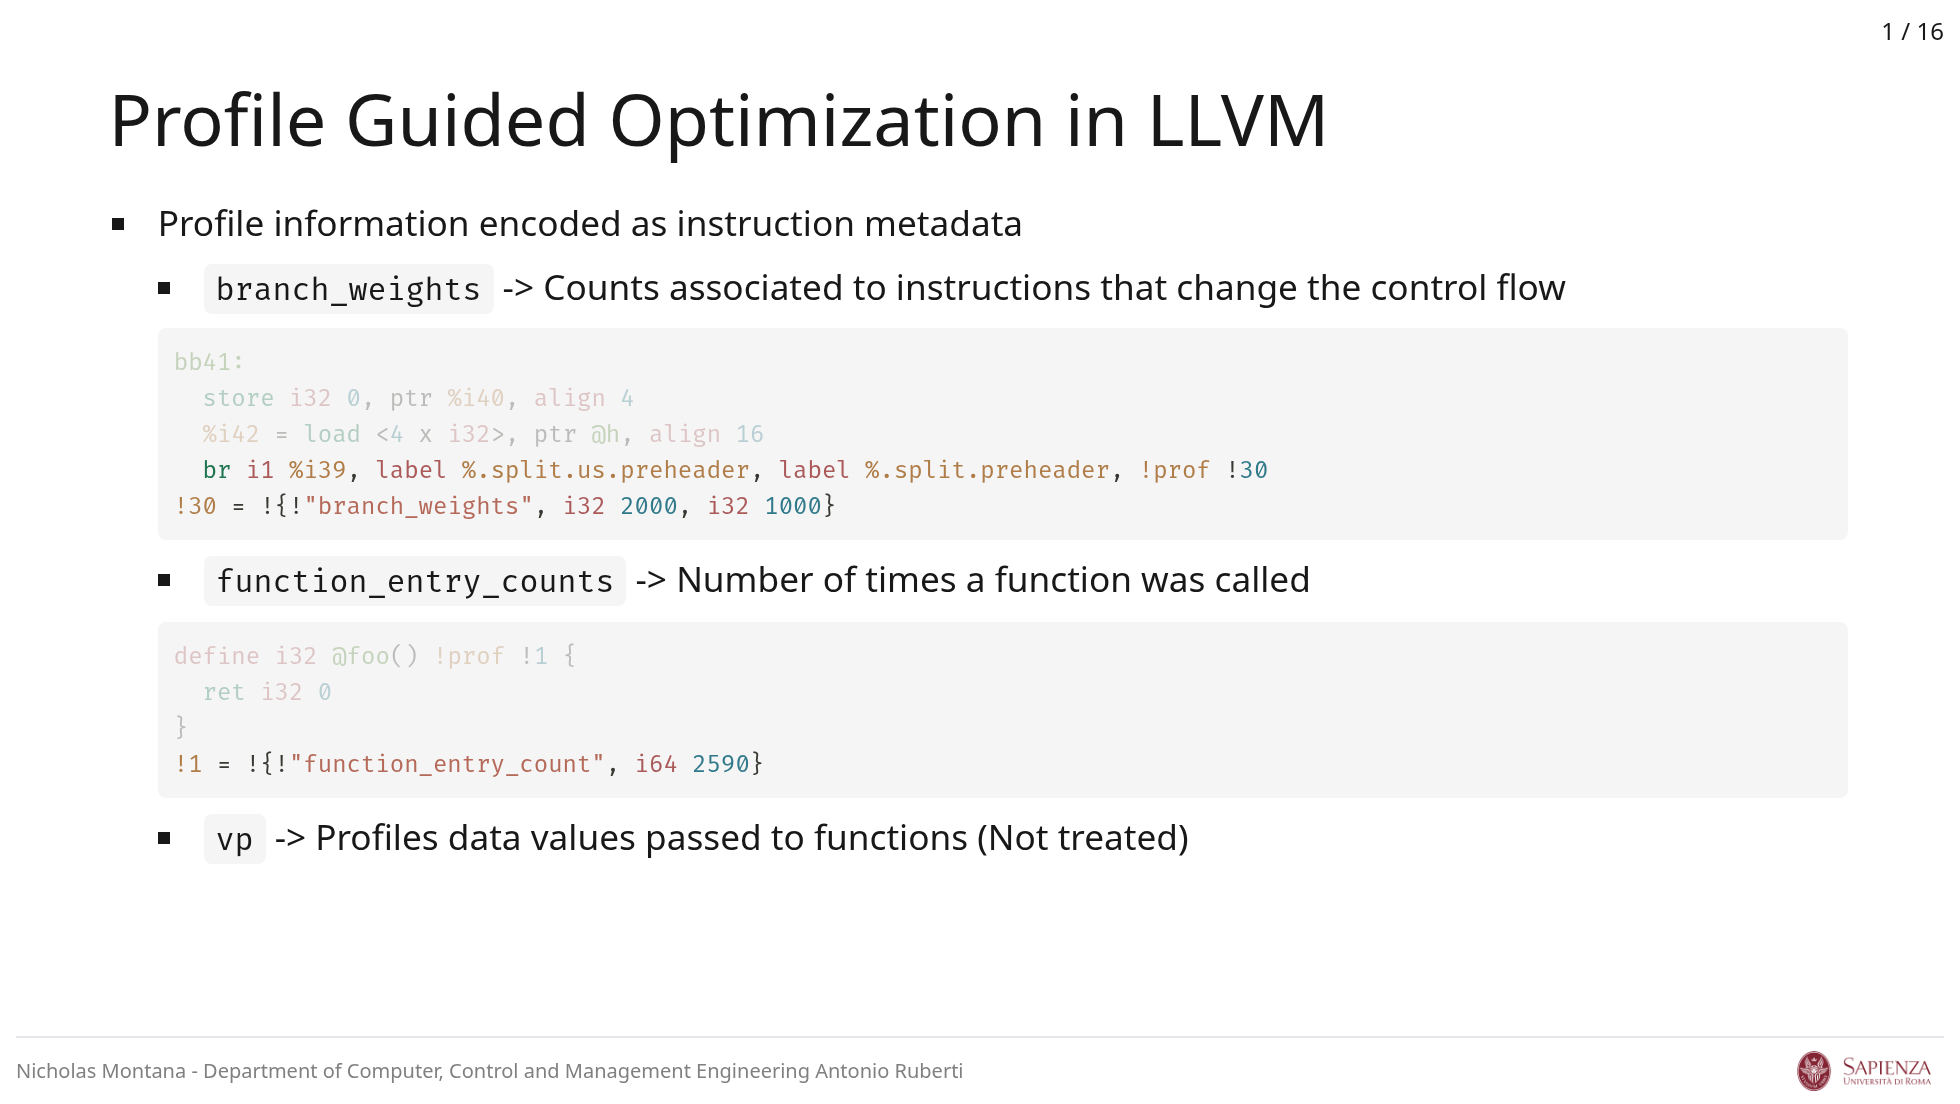 1 / 16
Profile Guided Optimization in LLVM
Profile information encoded as instruction metadata
branch_weights -> Counts associated to instructions that change the control flow
bb41:
  store i32 0, ptr %i40, align 4
  %i42 = load <4 x i32>, ptr @h, align 16
  br i1 %i39, label %.split.us.preheader, label %.split.preheader, !prof !30
!30 = !{!"branch_weights", i32 2000, i32 1000}
function_entry_counts -> Number of times a function was called
define i32 @foo() !prof !1 {
  ret i32 0
}
!1 = !{!"function_entry_count", i64 2590}
vp -> Profiles data values passed to functions (Not treated)
Nicholas Montana - Department of Computer, Control and Management Engineering Antonio Ruberti
SAPIENZA
UNIVERSITÀ DI ROMA